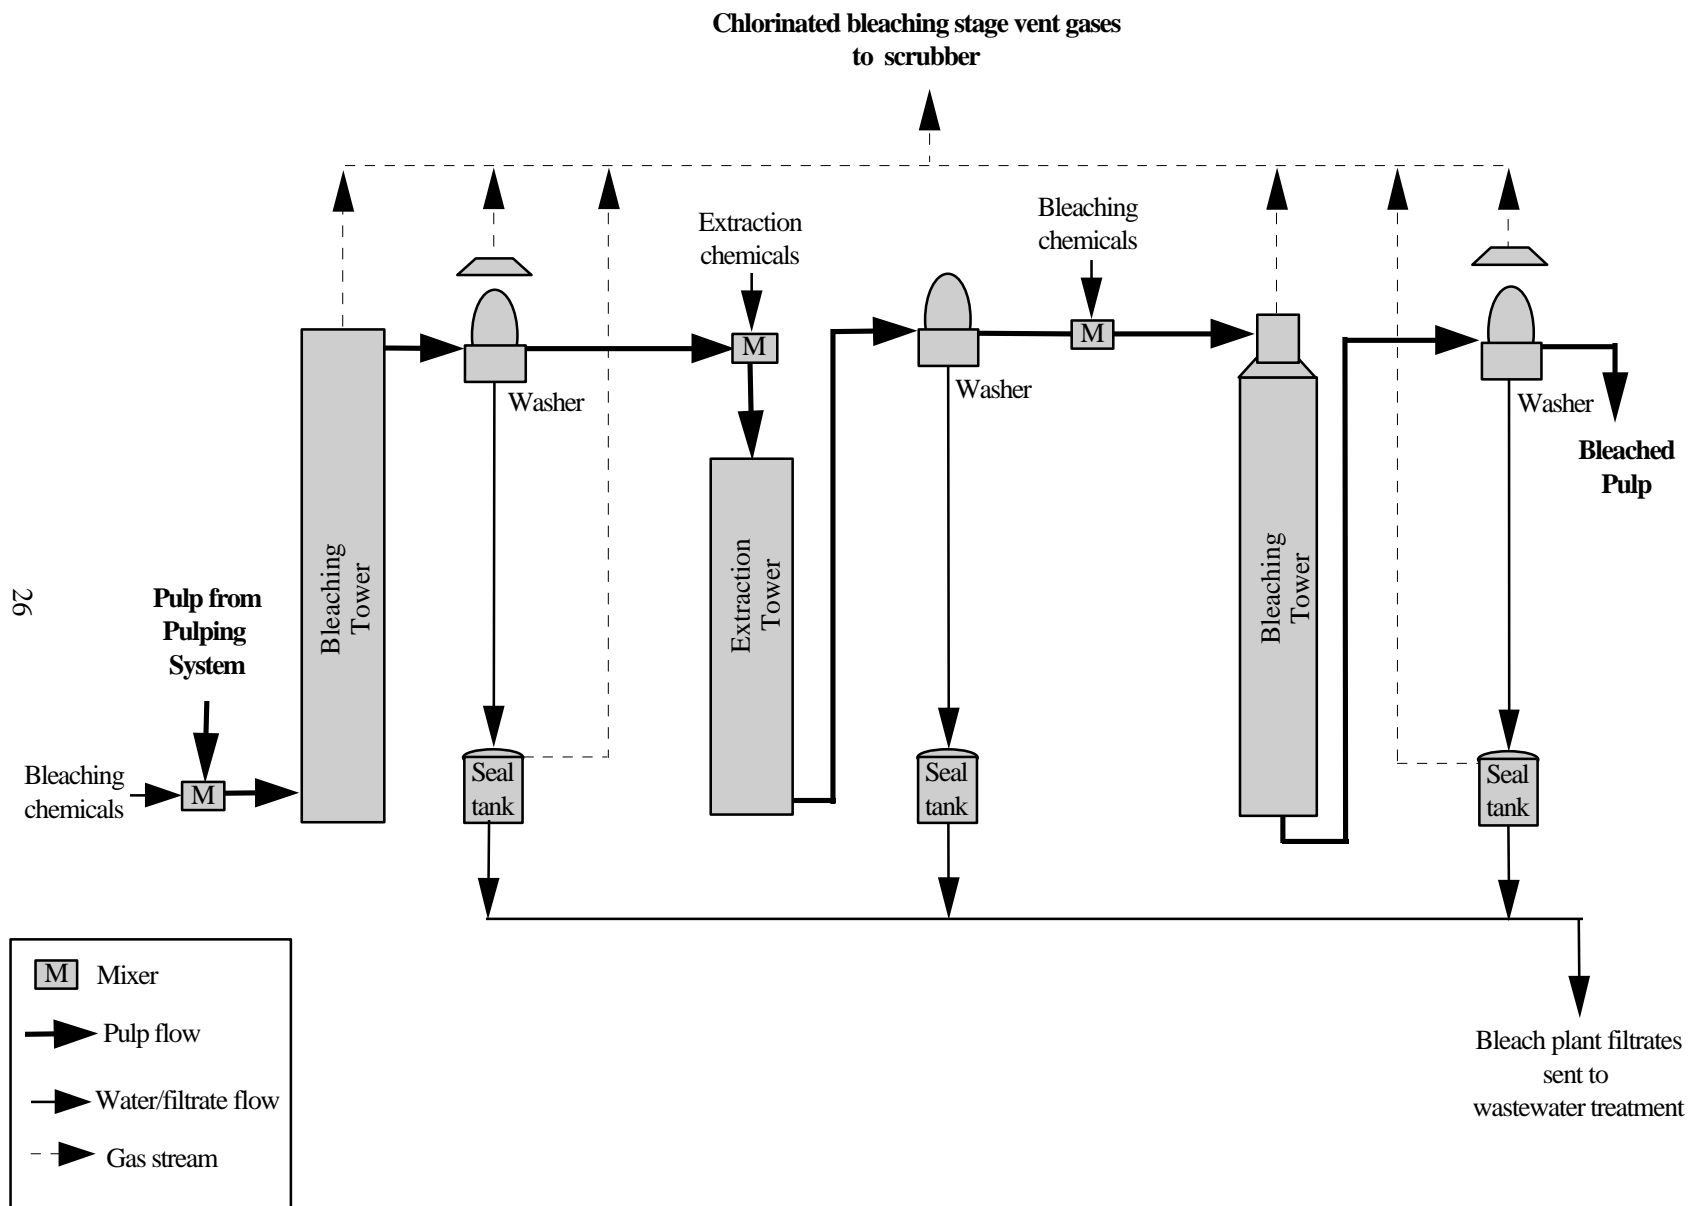 Chlorinated bleaching stage vent gases
to scrubber
Extraction
chemicals
Bleaching
chemicals
M
M
Washer
Washer
Washer
Bleached
Pulp
Bleaching
Tower
Extraction
Tower
Bleaching
Tower
26
Pulp from
Pulping
System
Bleaching
chemicals
M
Seal
tank
Seal
tank
Seal
tank
M Mixer
Pulp flow
Water/filtrate flow
Gas stream
Bleach plant filtrates
sent to
wastewater treatment